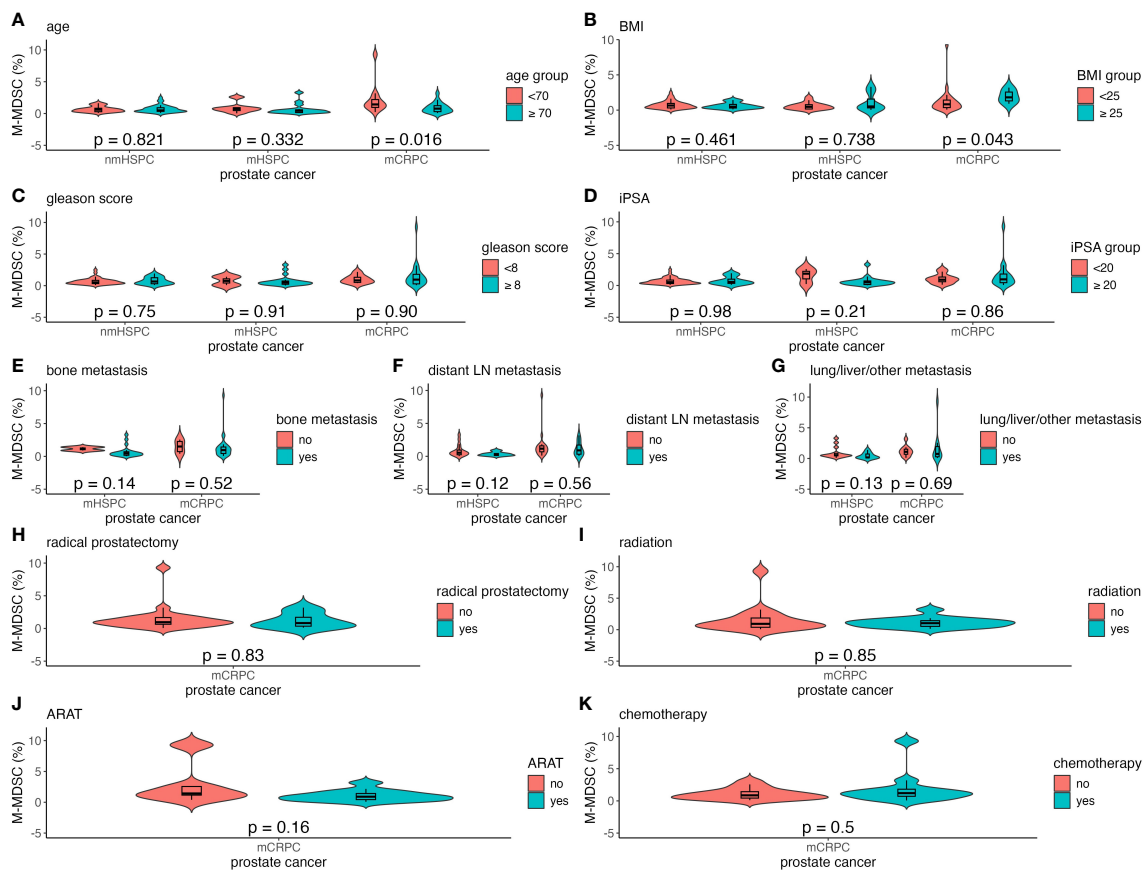 A
age
M-MDSC (%)
10
5
0
-5
p = 0.821
p = 0.332
p = 0.016
nmHSPC
mHSPC
mCRPC
prostate cancer
age group
<70
≥ 70
B
BMI
M-MDSC (%)
10
5
0
-5
p = 0.461
p = 0.738
p = 0.043
nmHSPC
mHSPC
mCRPC
prostate cancer
BMI group
<25
≥ 25
C
gleason score
M-MDSC (%)
10
5
0
-5
p = 0.75
p = 0.91
p = 0.90
nmHSPC
mHSPC
mCRPC
prostate cancer
gleason score
<8
≥ 8
D
iPSA
M-MDSC (%)
10
5
0
-5
p = 0.98
p = 0.21
p = 0.86
nmHSPC
mHSPC
mCRPC
prostate cancer
iPSA group
<20
≥ 20
E
bone metastasis
M-MDSC (%)
10
5
0
-5
p = 0.14
p = 0.52
mHSPC
mCRPC
prostate cancer
bone metastasis
no
yes
F
distant LN metastasis
M-MDSC (%)
10
5
0
-5
p = 0.12
p = 0.56
mHSPC
mCRPC
prostate cancer
distant LN metastasis
no
yes
G
lung/liver/other metastasis
M-MDSC (%)
10
5
0
-5
p = 0.13
p = 0.69
mHSPC
mCRPC
prostate cancer
lung/liver/other metastasis
no
yes
H
radical prostatectomy
M-MDSC (%)
10
5
0
-5
p = 0.83
mCRPC
prostate cancer
radical prostatectomy
no
yes
I
radiation
M-MDSC (%)
10
5
0
-5
p = 0.85
mCRPC
prostate cancer
radiation
no
yes
J
ARAT
M-MDSC (%)
10
5
0
-5
p = 0.16
mCRPC
prostate cancer
ARAT
no
yes
K
chemotherapy
M-MDSC (%)
10
5
0
-5
p = 0.5
mCRPC
prostate cancer
chemotherapy
no
yes